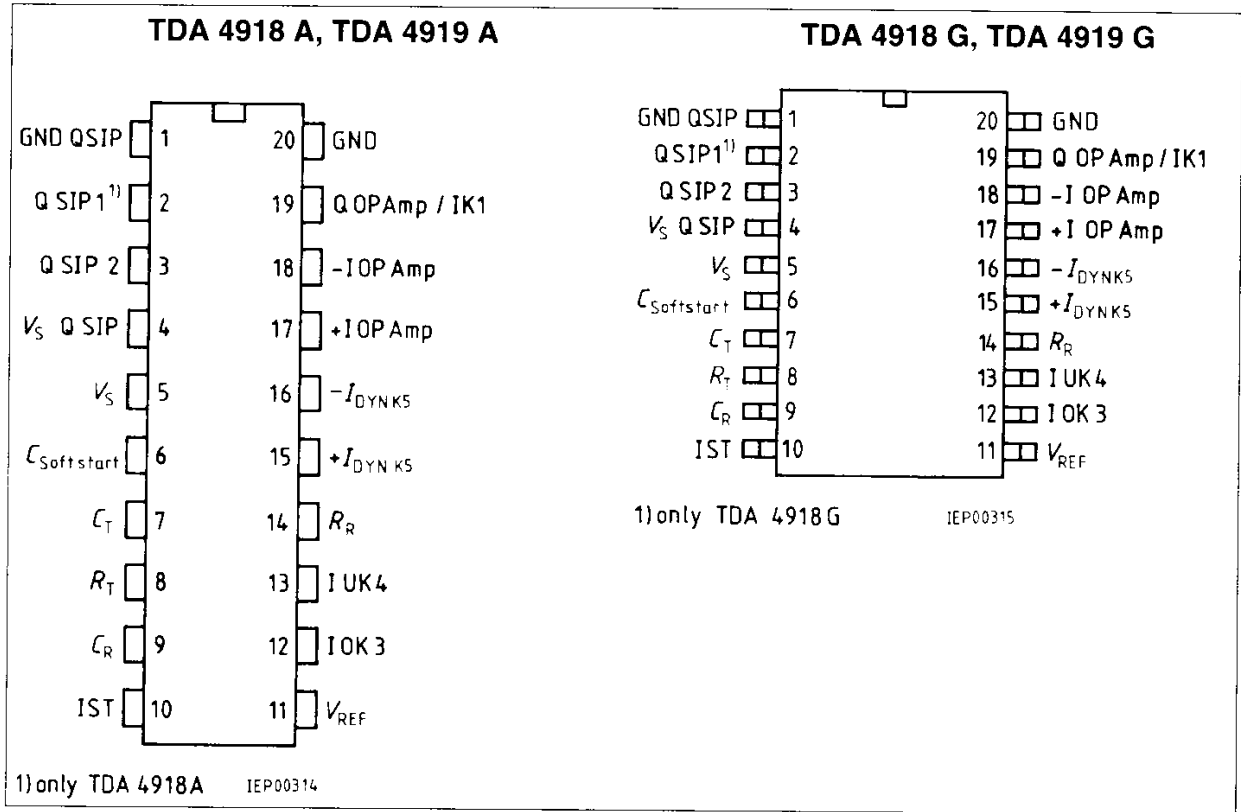 TDA 4918 A, TDA 4919 A
GND QSIP 1 20 GND
Q SIP1¹⁾ 2 19 Q OP Amp / IK1
Q SIP 2 3 18 -I OP Amp
V_S Q SIP 4 17 +I OP Amp
V_S 5 16 -I_DYNK5
C_Softstart 6 15 +I_DYNK5
C_T 7 14 R_R
R_T 8 13 I UK4
C_R 9 12 I OK 3
IST 10 11 V_REF
1) only TDA 4918A IEP00314
TDA 4918 G, TDA 4919 G
GND QSIP 1 20 GND
QSIP1¹⁾ 2 19 Q OP Amp / IK1
Q SIP 2 3 18 -I OP Amp
V_S Q SIP 4 17 +I OP Amp
V_S 5 16 -I_DYNK5
C_Softstart 6 15 +I_DYNK5
C_T 7 14 R_R
R_T 8 13 I UK4
C_R 9 12 I OK 3
IST 10 11 V_REF
1) only TDA 4918G IEP00315